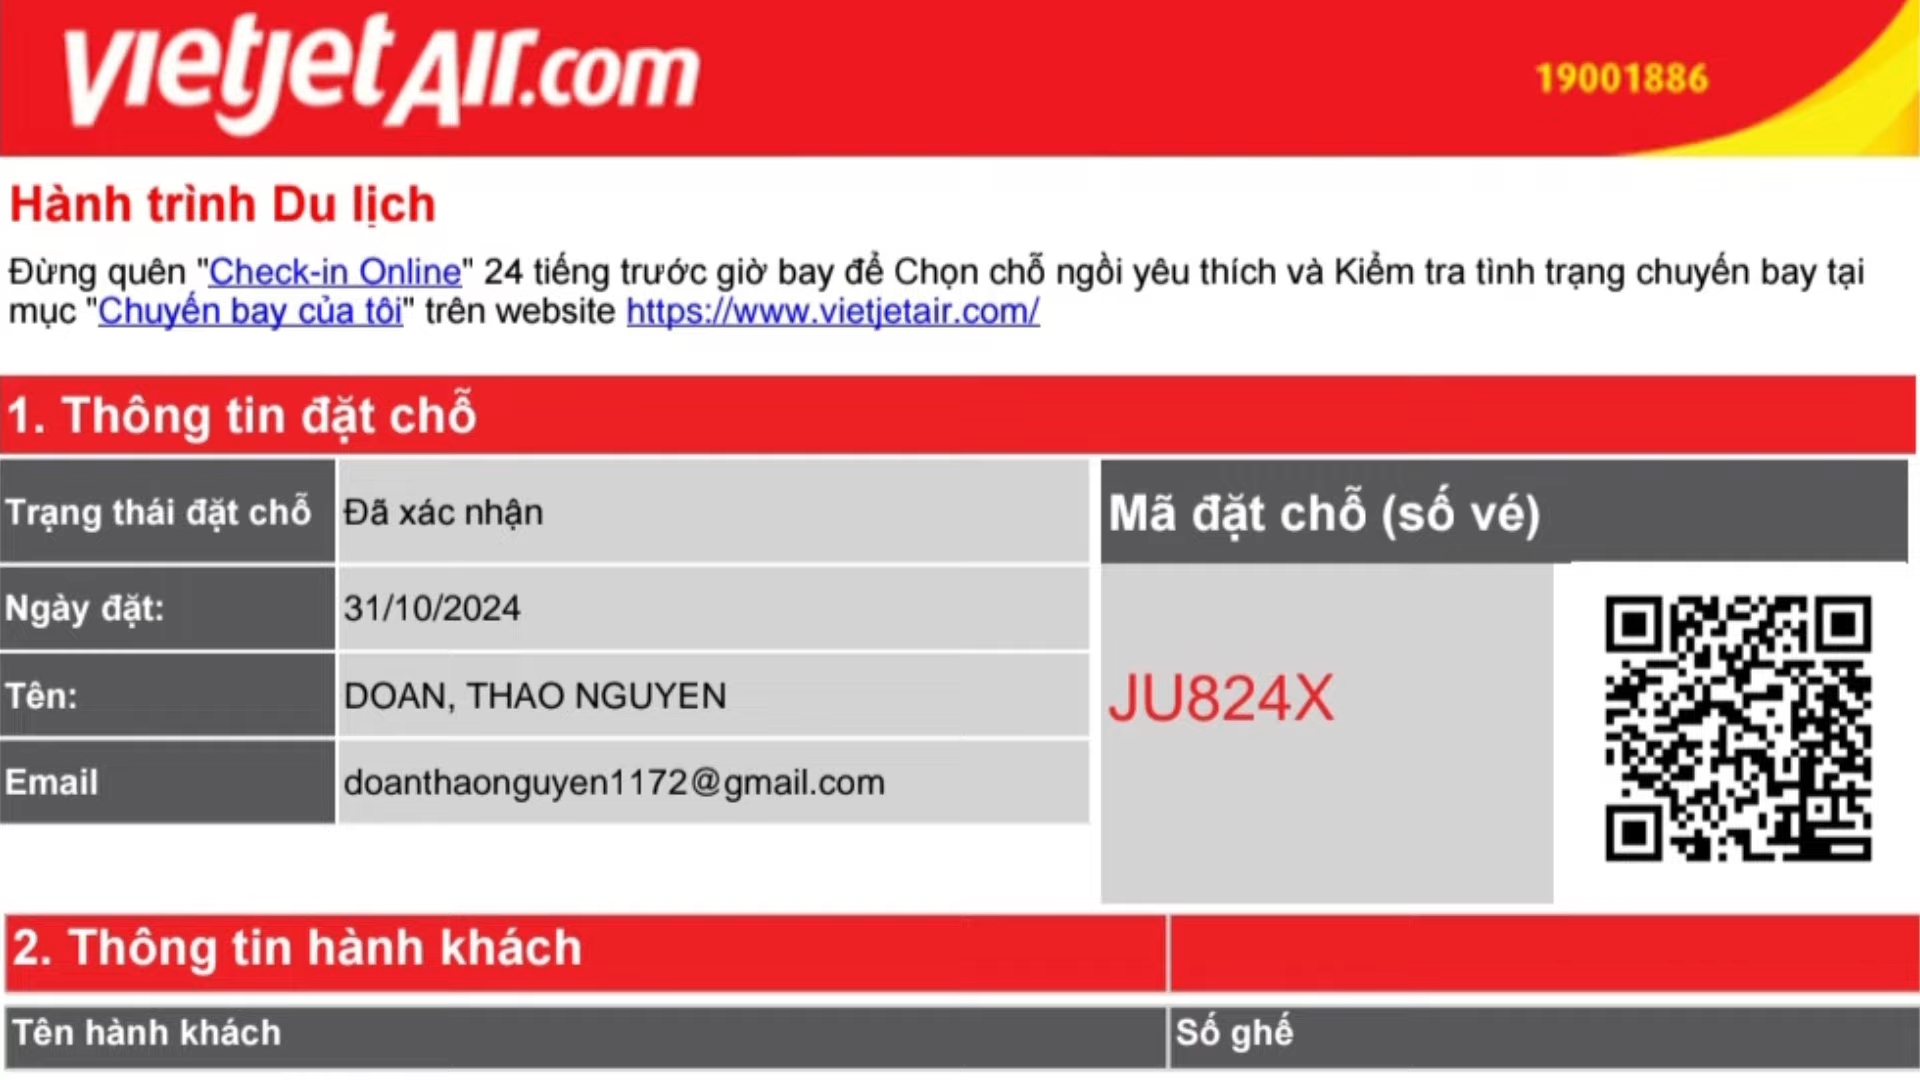 vietjetAir.com
19001886
Hành trình Du lịch
Đừng quên "Check-in Online" 24 tiếng trước giờ bay để Chọn chỗ ngồi yêu thích và Kiểm tra tình trạng chuyến bay tại
mục "Chuyến bay của tôi" trên website https://www.vietjetair.com/
1. Thông tin đặt chỗ
Trạng thái đặt chỗ Đã xác nhận
Mã đặt chỗ (số vé)
Ngày đặt: 31/10/2024
Tên: DOAN, THAO NGUYEN
JU824X
Email doanthaonguyen1172@gmail.com
2. Thông tin hành khách
Tên hành khách Số ghế